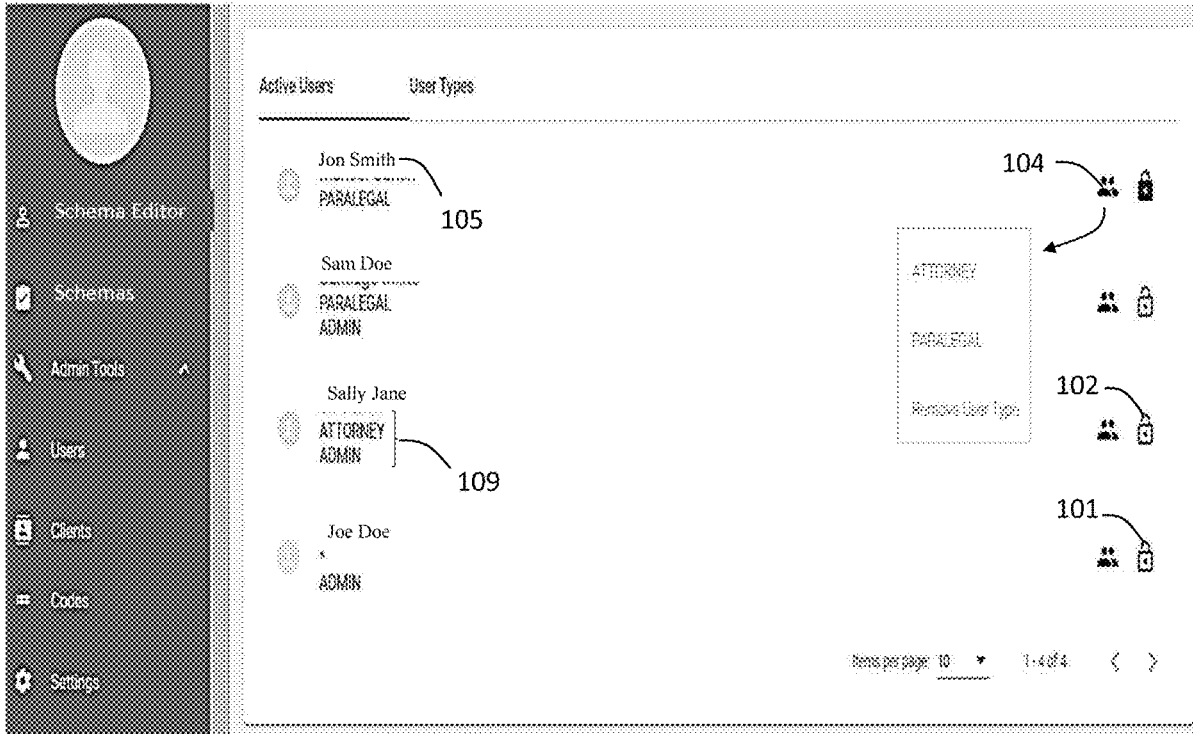 Schema Editor
Schemas
Admin Tools
Users
Clients
Codes
Settings
Active Users
User Types
Jon Smith
PARALEGAL
105
104
Sam Doe
PARALEGAL
ADMIN
ATTORNEY
PARALEGAL
Remove User Type
Sally Jane
ATTORNEY
ADMIN
109
102
Joe Doe
s
ADMIN
101
Items per page: 10
1 - 4 of 4